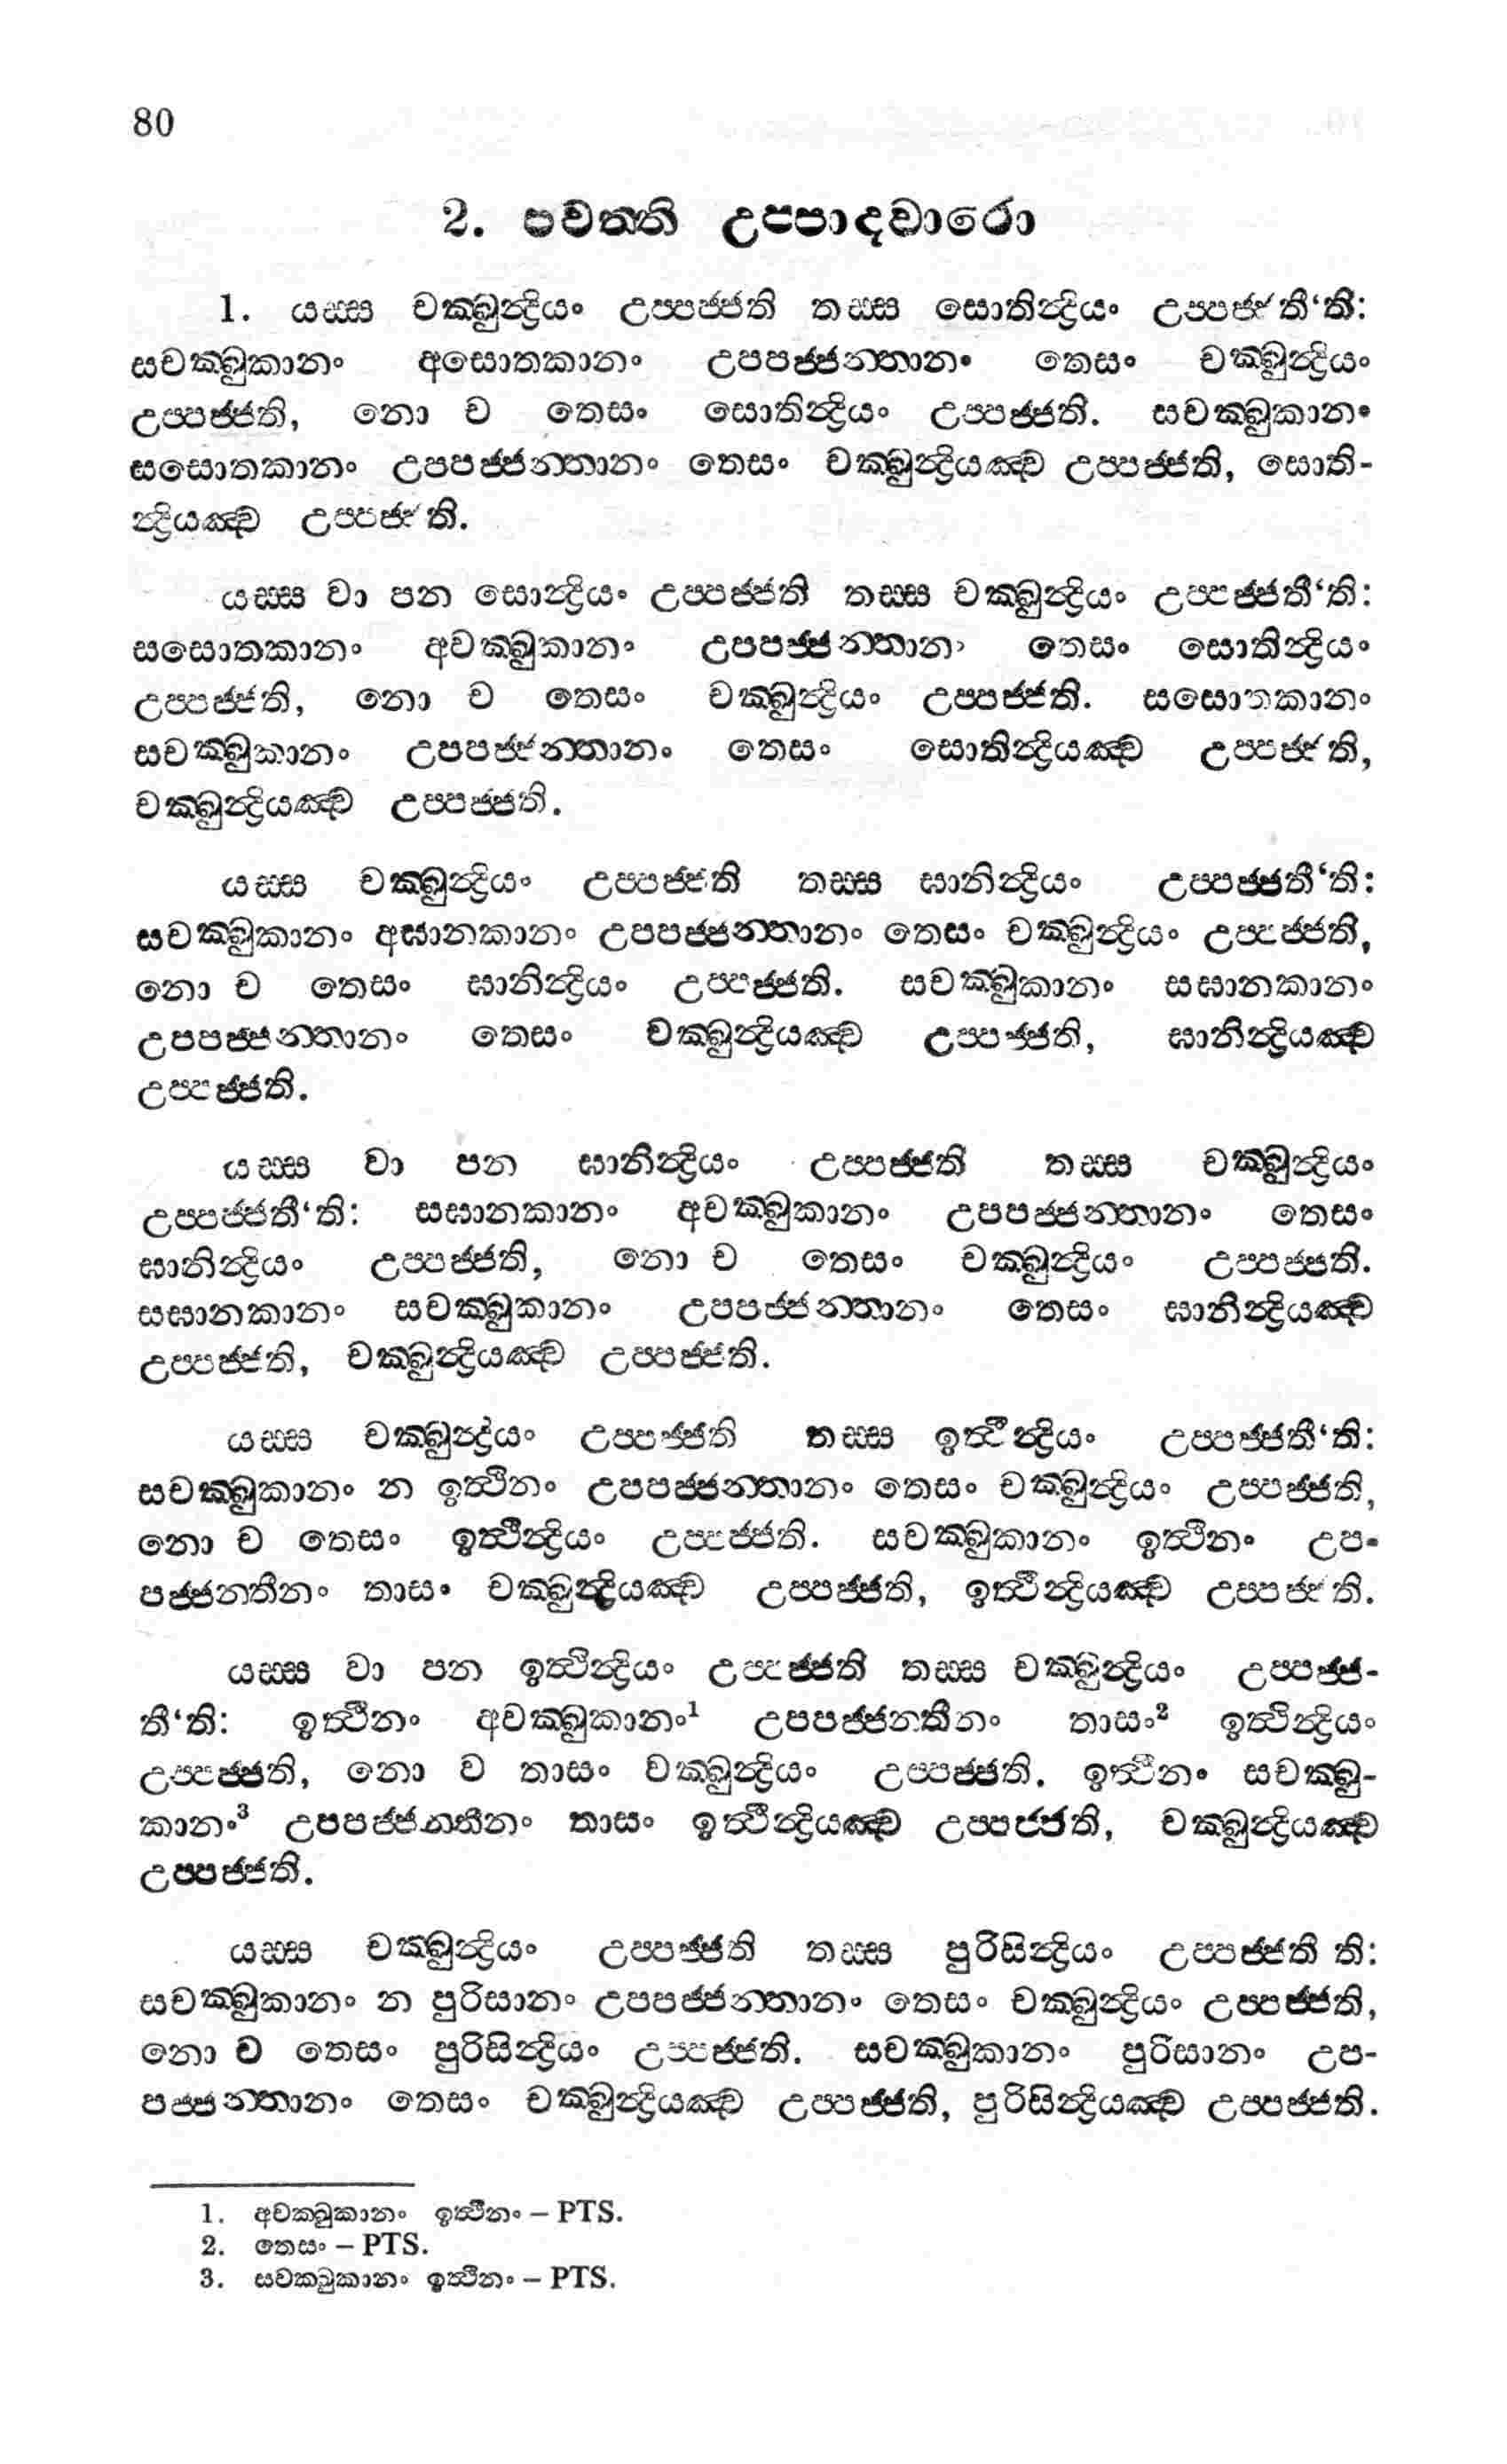 80
2. පවත්ති උප්පාදවාරො
1. යස්ස චක්ඛුන්ද්‍රියං උප්පජ්ජති තස්ස සොතින්ද්‍රියං උප්පජ්ජතී‘ති:
සචක්ඛුකානං අසොතකානං උපපජ්ජන්තානං තෙසං චක්ඛුන්ද්‍රියං
උප්පජ්ජති, නො ච තෙසං සොතින්ද්‍රියං උප්පජ්ජති. සචක්ඛුකානං
සසොතකානං උපපජ්ජන්තානං තෙසං චක්ඛුන්ද්‍රියඤ්ච උප්පජ්ජති, සොති-
න්ද්‍රියඤ්ච උප්පජ්ජති.
යස්ස වා පන සොන්ද්‍රියං උප්පජ්ජති තස්ස චක්ඛුන්ද්‍රියං උප්පජ්ජතී‘ති:
සසොතකානං අචක්ඛුකානං උපපජ්ජන්තානං තෙසං සොතින්ද්‍රියං
උප්පජ්ජති, නො ච තෙසං චක්ඛුන්ද්‍රියං උප්පජ්ජති. සසොතකානං
සචක්ඛුකානං උපපජ්ජන්තානං තෙසං සොතින්ද්‍රියඤ්ච උප්පජ්ජති,
චක්ඛුන්ද්‍රියඤ්ච උප්පජ්ජති.
යස්ස චක්ඛුන්ද්‍රියං උප්පජ්ජති තස්ස ඝානින්ද්‍රියං උප්පජ්ජතී‘ති:
සචක්ඛුකානං අඝානකානං උපපජ්ජන්තානං තෙසං චක්ඛුන්ද්‍රියං උප්පජ්ජති,
නො ච තෙසං ඝානින්ද්‍රියං උප්පජ්ජති. සචක්ඛුකානං සඝානකානං
උපපජ්ජන්තානං තෙසං චක්ඛුන්ද්‍රියඤ්ච උප්පජ්ජති, ඝානින්ද්‍රියඤ්ච
උප්පජ්ජති.
යස්ස වා පන ඝානින්ද්‍රියං උප්පජ්ජති තස්ස චක්ඛුන්ද්‍රියං
උප්පජ්ජතී‘ති: සඝානකානං අචක්ඛුකානං උපපජ්ජන්තානං තෙසං
ඝානින්ද්‍රියං උප්පජ්ජති, නො ච තෙසං චක්ඛුන්ද්‍රියං උප්පජ්ජති.
සඝානකානං සචක්ඛුකානං උපපජ්ජන්තානං තෙසං ඝානින්ද්‍රියඤ්ච
උප්පජ්ජති, චක්ඛුන්ද්‍රියඤ්ච උප්පජ්ජති.
යස්ස චක්ඛුන්ද්‍රියං උප්පජ්ජති තස්ස ඉත්ථින්ද්‍රියං උප්පජ්ජතී‘ති:
සචක්ඛුකානං න ඉත්ථිනං උපපජ්ජන්තානං තෙසං චක්ඛුන්ද්‍රියං උප්පජ්ජති,
නො ච තෙසං ඉත්ථීන්ද්‍රියං උප්පජ්ජති. සචක්ඛුකානං ඉත්ථීනං උප-
පජ්ජන්තීනං තාසං චක්ඛුන්ද්‍රියඤ්ච උප්පජ්ජති, ඉත්ථීන්ද්‍රියඤ්ච උප්පජ්ජති.
යස්ස වා පන ඉත්ථින්ද්‍රියං උප්පජ්ජති තස්ස චක්ඛුන්ද්‍රියං උප්පජ්ජ-
තී‘ති: ඉත්ථීනං අචක්ඛුකානං¹ උපපජ්ජන්තීනං තාසං² ඉත්ථින්ද්‍රියං
උප්පජ්ජති, නො ච තාසං චක්ඛුන්ද්‍රියං උප්පජ්ජති. ඉත්ථීනං සචක්ඛු-
කානං³ උපපජ්ජන්තීනං තාසං ඉත්ථීන්ද්‍රියඤ්ච උප්පජ්ජති, චක්ඛුන්ද්‍රියඤ්ච
උප්පජ්ජති.
යස්ස චක්ඛුන්ද්‍රියං උප්පජ්ජති තස්ස පුරිසින්ද්‍රියං උප්පජ්ජතී ති:
සචක්ඛුකානං න පුරිසානං උපපජ්ජන්තානං තෙසං චක්ඛුන්ද්‍රියං උප්පජ්ජති,
නො ච තෙසං පුරිසින්ද්‍රියං උප්පජ්ජති. සචක්ඛුකානං පුරිසානං උප-
පජ්ජන්තානං තෙසං චක්ඛුන්ද්‍රියඤ්ච උප්පජ්ජති, පුරිසින්ද්‍රියඤ්ච උප්පජ්ජති.
1. අචක්ඛුකානං ඉත්ථීනං – PTS.
2. තෙසං – PTS.
3. සචක්ඛුකානං ඉත්ථිනං – PTS.